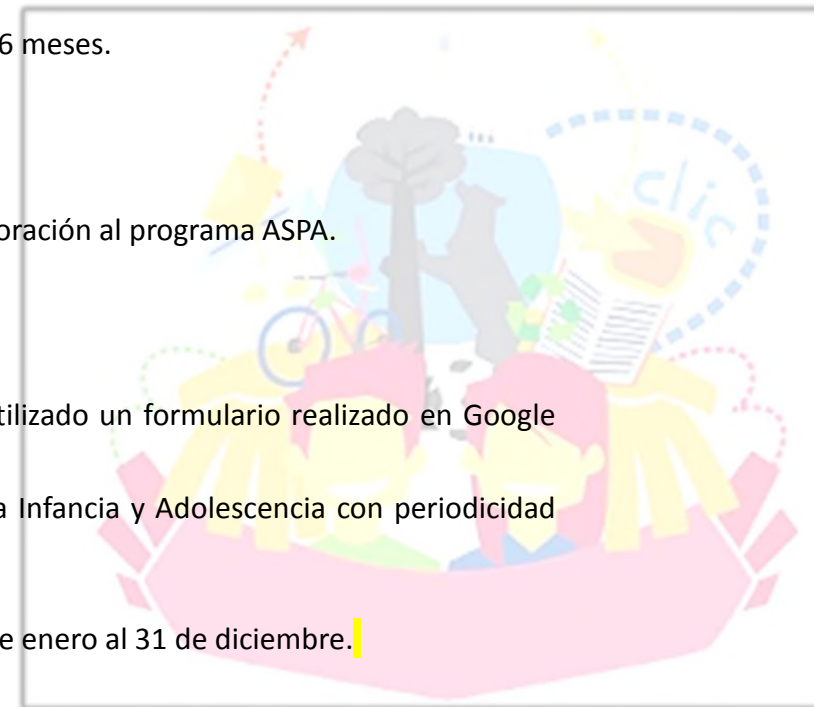 6 meses.
oración al programa ASPA.
tilizado un formulario realizado en Google
a Infancia y Adolescencia con periodicidad
e enero al 31 de diciembre.
clic